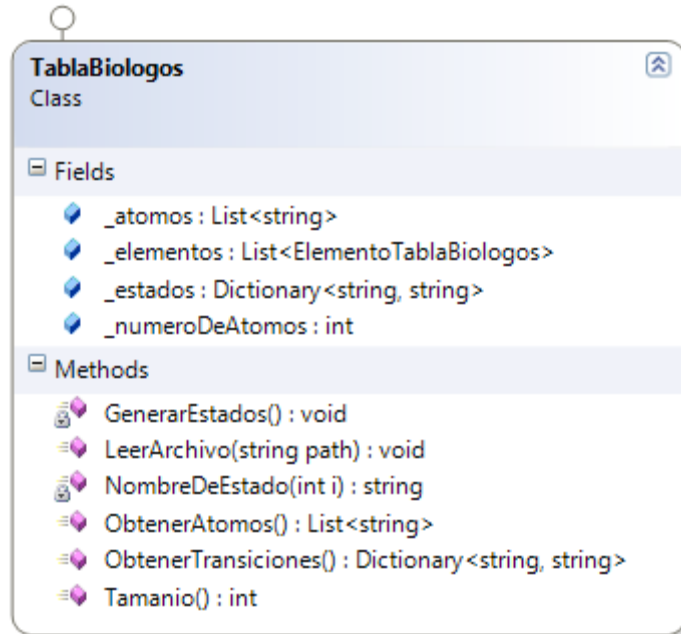 TablaBiologos
Class
Fields
_atomos : List<string>
_elementos : List<ElementoTablaBiologos>
_estados : Dictionary<string, string>
_numeroDeAtomos : int
Methods
GenerarEstados() : void
LeerArchivo(string path) : void
NombreDeEstado(int i) : string
ObtenerAtomos() : List<string>
ObtenerTransiciones() : Dictionary<string, string>
Tamanio() : int